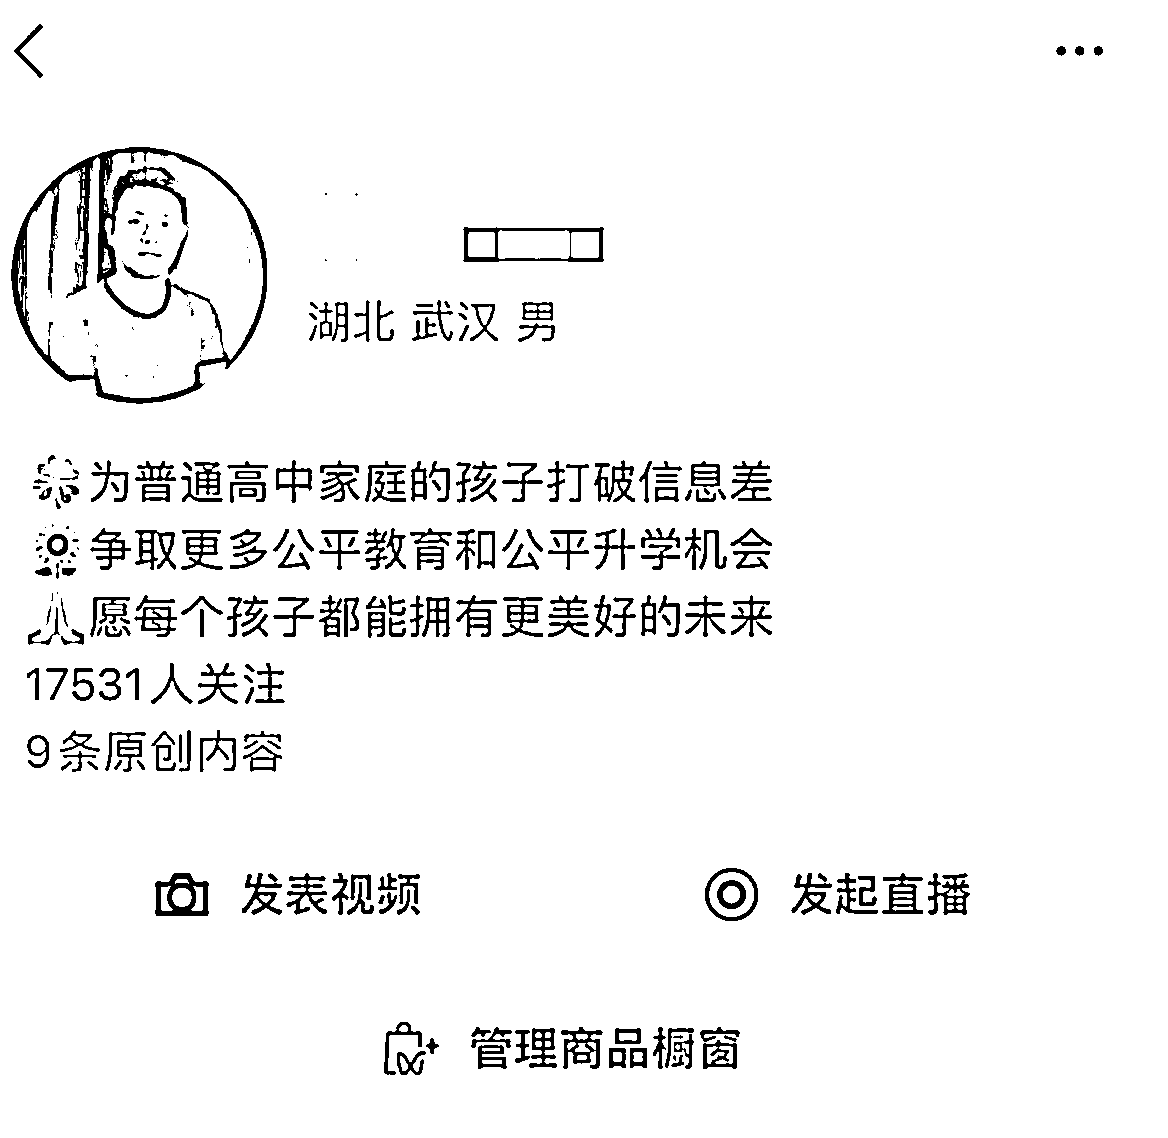 湖北 武汉 男
为普通高中家庭的孩子打破信息差
争取更多公平教育和公平升学机会
愿每个孩子都能拥有更美好的未来
17531人关注
9条原创内容
发表视频
发起直播
管理商品橱窗